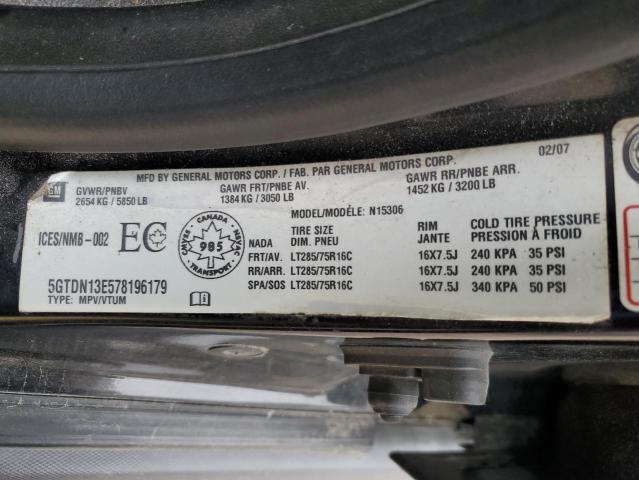 MFD BY GENERAL MOTORS CORP. / FAB. PAR GENERAL MOTORS CORP. 02/07
GM
GVWR/PNBV GAWR FRT/PNBE AV. GAWR RR/PNBE ARR.
2654 KG / 5850 LB 1384 KG / 3050 LB 1452 KG / 3200 LB
MODEL/MODÉLE: N15306
ICES/NMB-002 EC
CANADA
CMVSS NSVAC
985
TRANSPORT
TIRE SIZE RIM COLD TIRE PRESSURE
NADA DIM. PNEU JANTE PRESSION À FROID
FRT/AV. LT285/75R16C 16X7.5J 240 KPA 35 PSI
RR/ARR. LT285/75R16C 16X7.5J 240 KPA 35 PSI
SPA/SOS LT285/75R16C 16X7.5J 340 KPA 50 PSI
5GTDN13E578196179
TYPE: MPV/VTUM